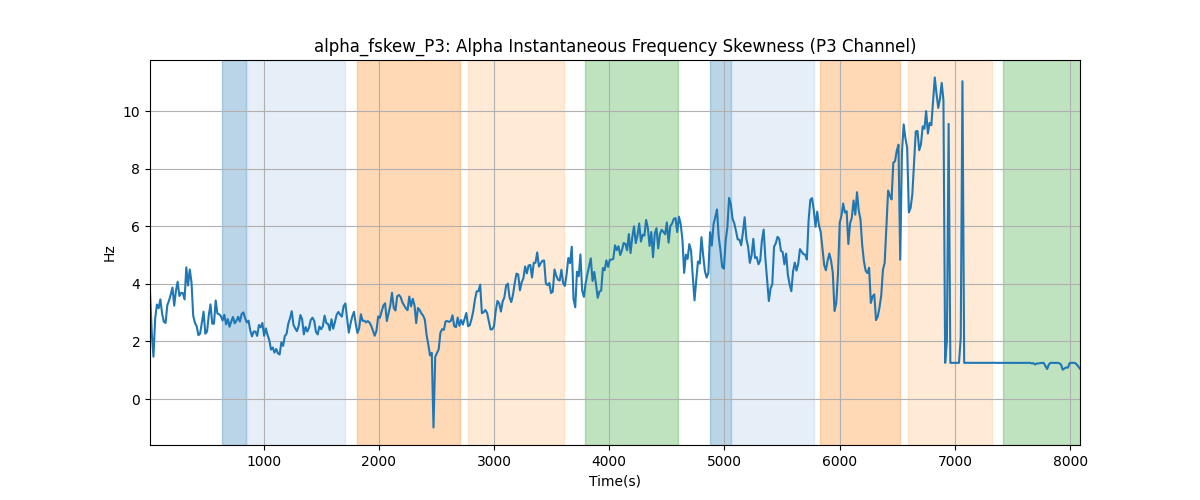 alpha_fskew_P3: Alpha Instantaneous Frequency Skewness (P3 Channel)
10
8
6
4
2
0
Hz
1000 2000 3000 4000 5000 6000 7000 8000
Time(s)